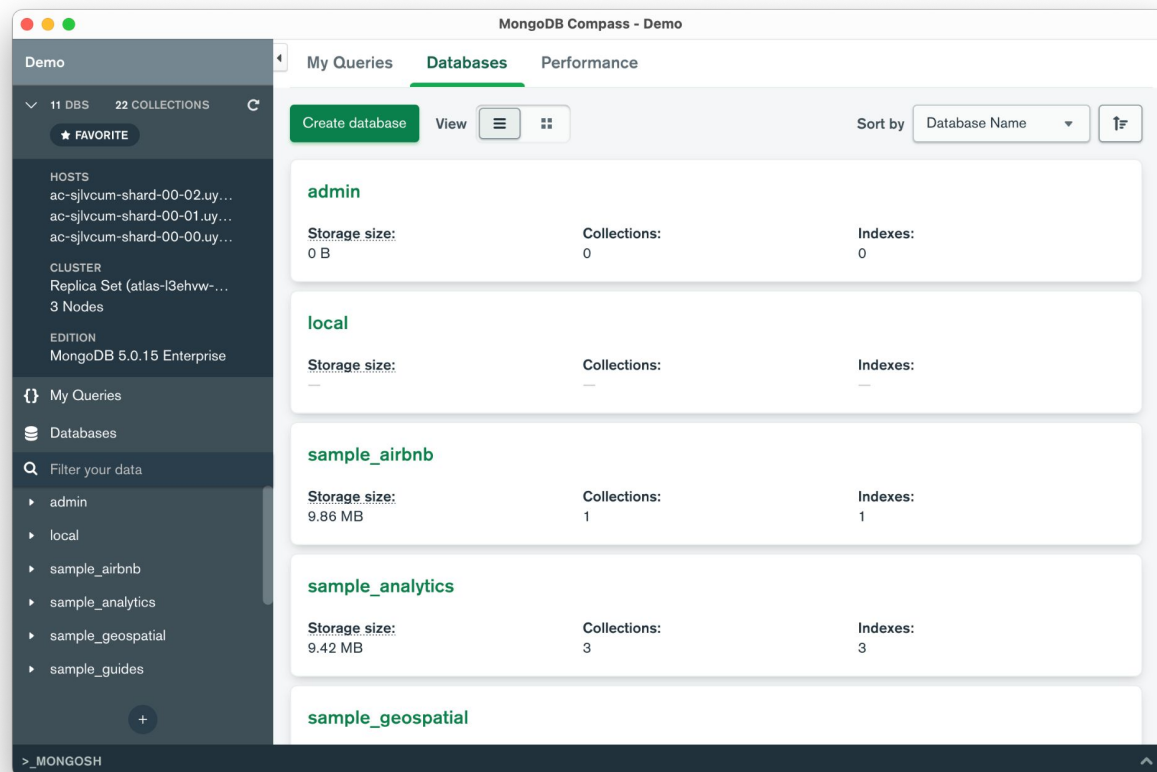 MongoDB Compass - Demo
Demo
11 DBS 22 COLLECTIONS
★ FAVORITE
HOSTS
ac-sjlvcum-shard-00-02.uy...
ac-sjlvcum-shard-00-01.uy...
ac-sjlvcum-shard-00-00.uy...
CLUSTER
Replica Set (atlas-l3ehvw-...
3 Nodes
EDITION
MongoDB 5.0.15 Enterprise
{} My Queries
Databases
Filter your data
admin
local
sample_airbnb
sample_analytics
sample_geospatial
sample_guides
+
My Queries Databases Performance
Create database View Sort by Database Name
admin
Storage size: Collections: Indexes:
0 B 0 0
local
Storage size: Collections: Indexes:
— — —
sample_airbnb
Storage size: Collections: Indexes:
9.86 MB 1 1
sample_analytics
Storage size: Collections: Indexes:
9.42 MB 3 3
sample_geospatial
>_MONGOSH